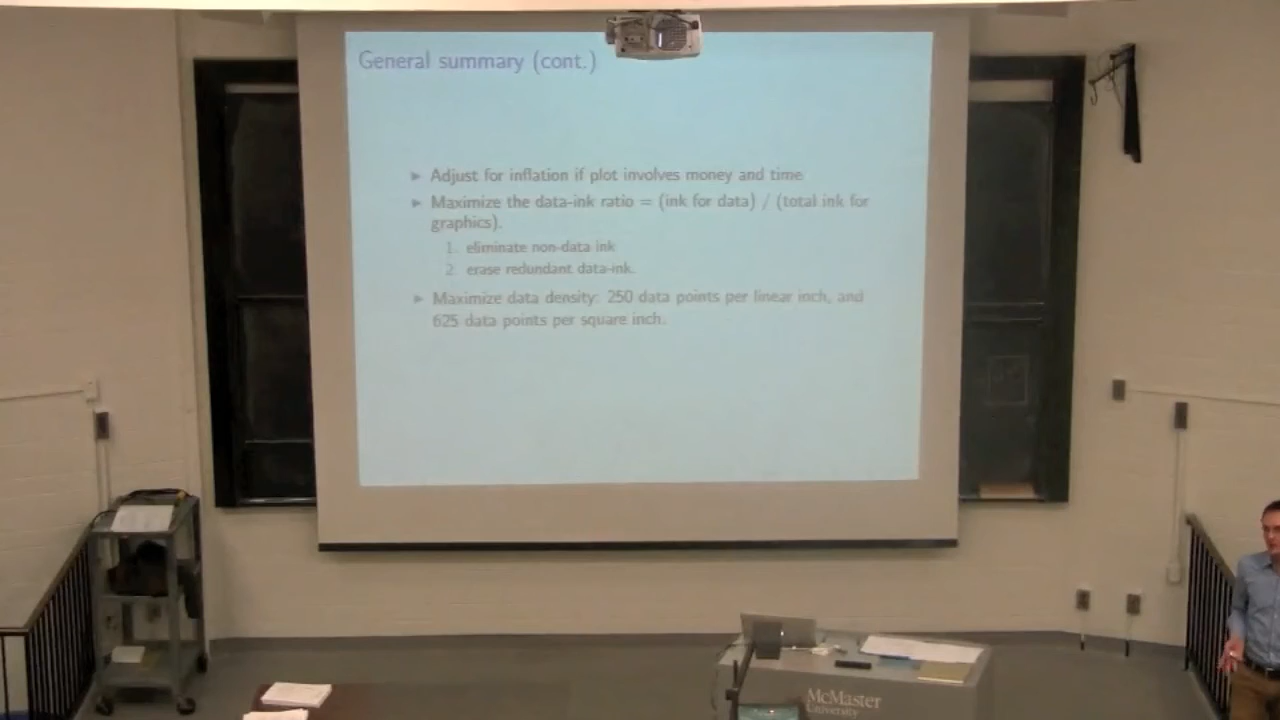 General summary (cont.)
► Adjust for inflation if plot involves money and time
► Maximize the data-ink ratio = (ink for data) / (total ink for
graphics).
1. eliminate non-data ink
2. erase redundant data-ink.
► Maximize data density: 250 data points per linear inch, and
625 data points per square inch.
McMaster
University